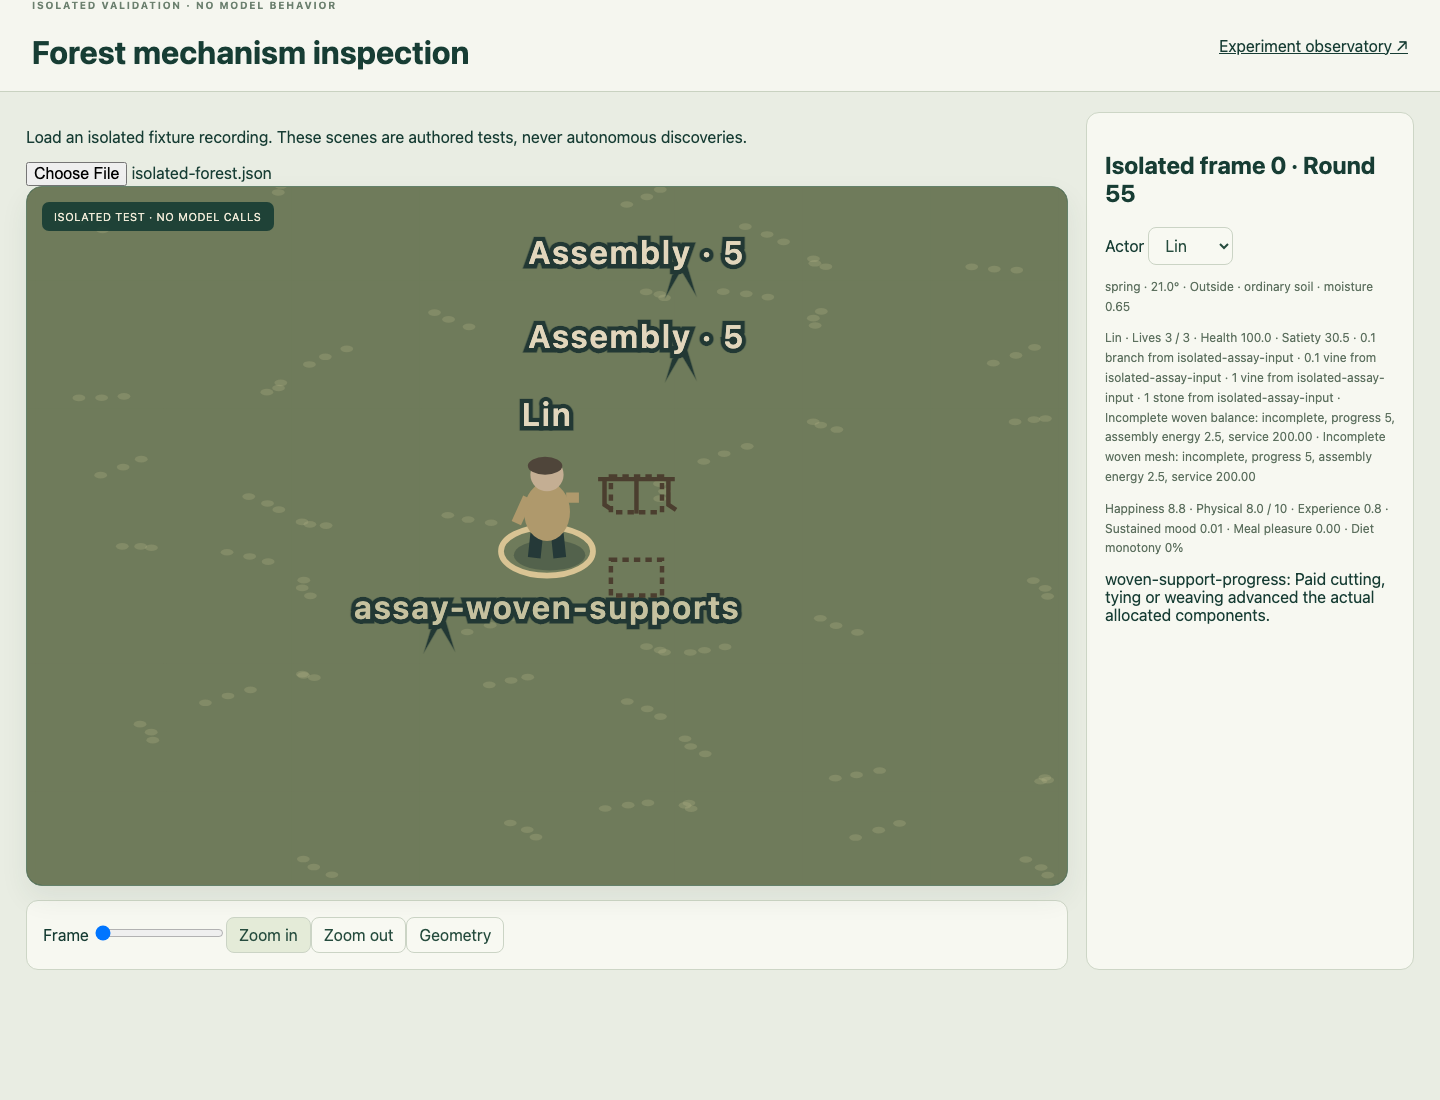 ISOLATED VALIDATION · NO MODEL BEHAVIOR
Forest mechanism inspection
Experiment observatory ↗
Load an isolated fixture recording. These scenes are authored tests, never autonomous discoveries.
Choose File isolated-forest.json
ISOLATED TEST · NO MODEL CALLS
Assembly · 5
Assembly · 5
Lin
assay-woven-supports
Frame
Zoom in
Zoom out
Geometry
Isolated frame 0 · Round
55
Actor Lin
spring · 21.0° · Outside · ordinary soil · moisture
0.65
Lin · Lives 3 / 3 · Health 100.0 · Satiety 30.5 · 0.1
branch from isolated-assay-input · 0.1 vine from
isolated-assay-input · 1 vine from isolated-assay-
input · 1 stone from isolated-assay-input ·
Incomplete woven balance: incomplete, progress 5,
assembly energy 2.5, service 200.00 · Incomplete
woven mesh: incomplete, progress 5, assembly
energy 2.5, service 200.00
Happiness 8.8 · Physical 8.0 / 10 · Experience 0.8 ·
Sustained mood 0.01 · Meal pleasure 0.00 · Diet
monotony 0%
woven-support-progress: Paid cutting,
tying or weaving advanced the actual
allocated components.